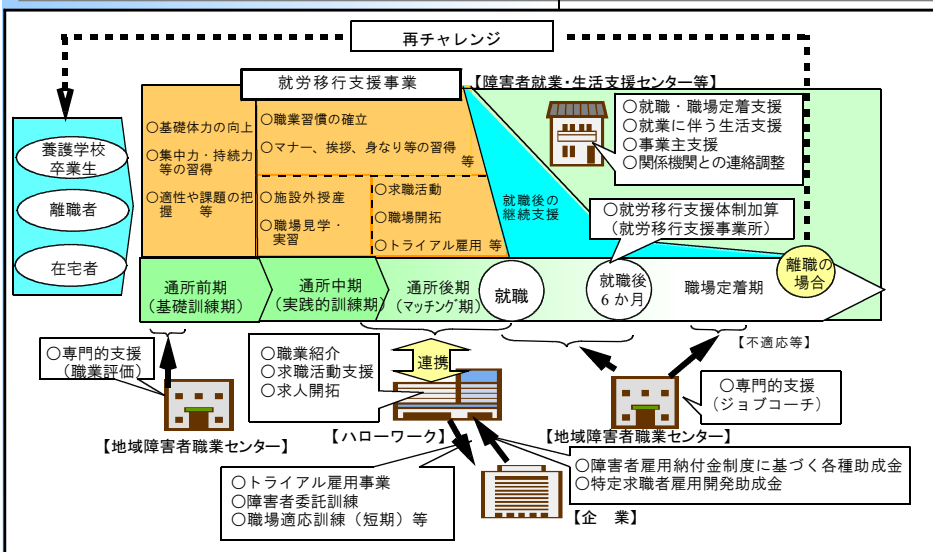 再チャレンジ
就労移行支援事業
【障害者就業・生活支援センター等】
養護学校
卒業生
離職者
在宅者
○基礎体力の向上
○集中力・持続力
等の習得
○適性や課題の把
握　等
○職業習慣の確立
○マナー、挨拶、身なり等の習得
等
○施設外授産
○職場見学・
実習
○求職活動
○職場開拓
○トライアル雇用 等
就職後の
継続支援
○就職・職場定着支援
○就業に伴う生活支援
○事業主支援
○関係機関との連絡調整
○就労移行支援体制加算
（就労移行支援事業所）
通所前期
（基礎訓練期）
通所中期
（実践的訓練期）
通所後期
（マッチング期）
就職
就職後
６か月
職場定着期
離職の
場合
【不適応等】
○専門的支援
（職業評価）
【地域障害者職業センター】
○職業紹介
○求職活動支援
○求人開拓
連携
【ハローワーク】
○専門的支援
（ジョブコーチ）
【地域障害者職業センター】
○トライアル雇用事業
○障害者委託訓練
○職場適応訓練（短期）等
○障害者雇用納付金制度に基づく各種助成金
○特定求職者雇用開発助成金
【企　業】